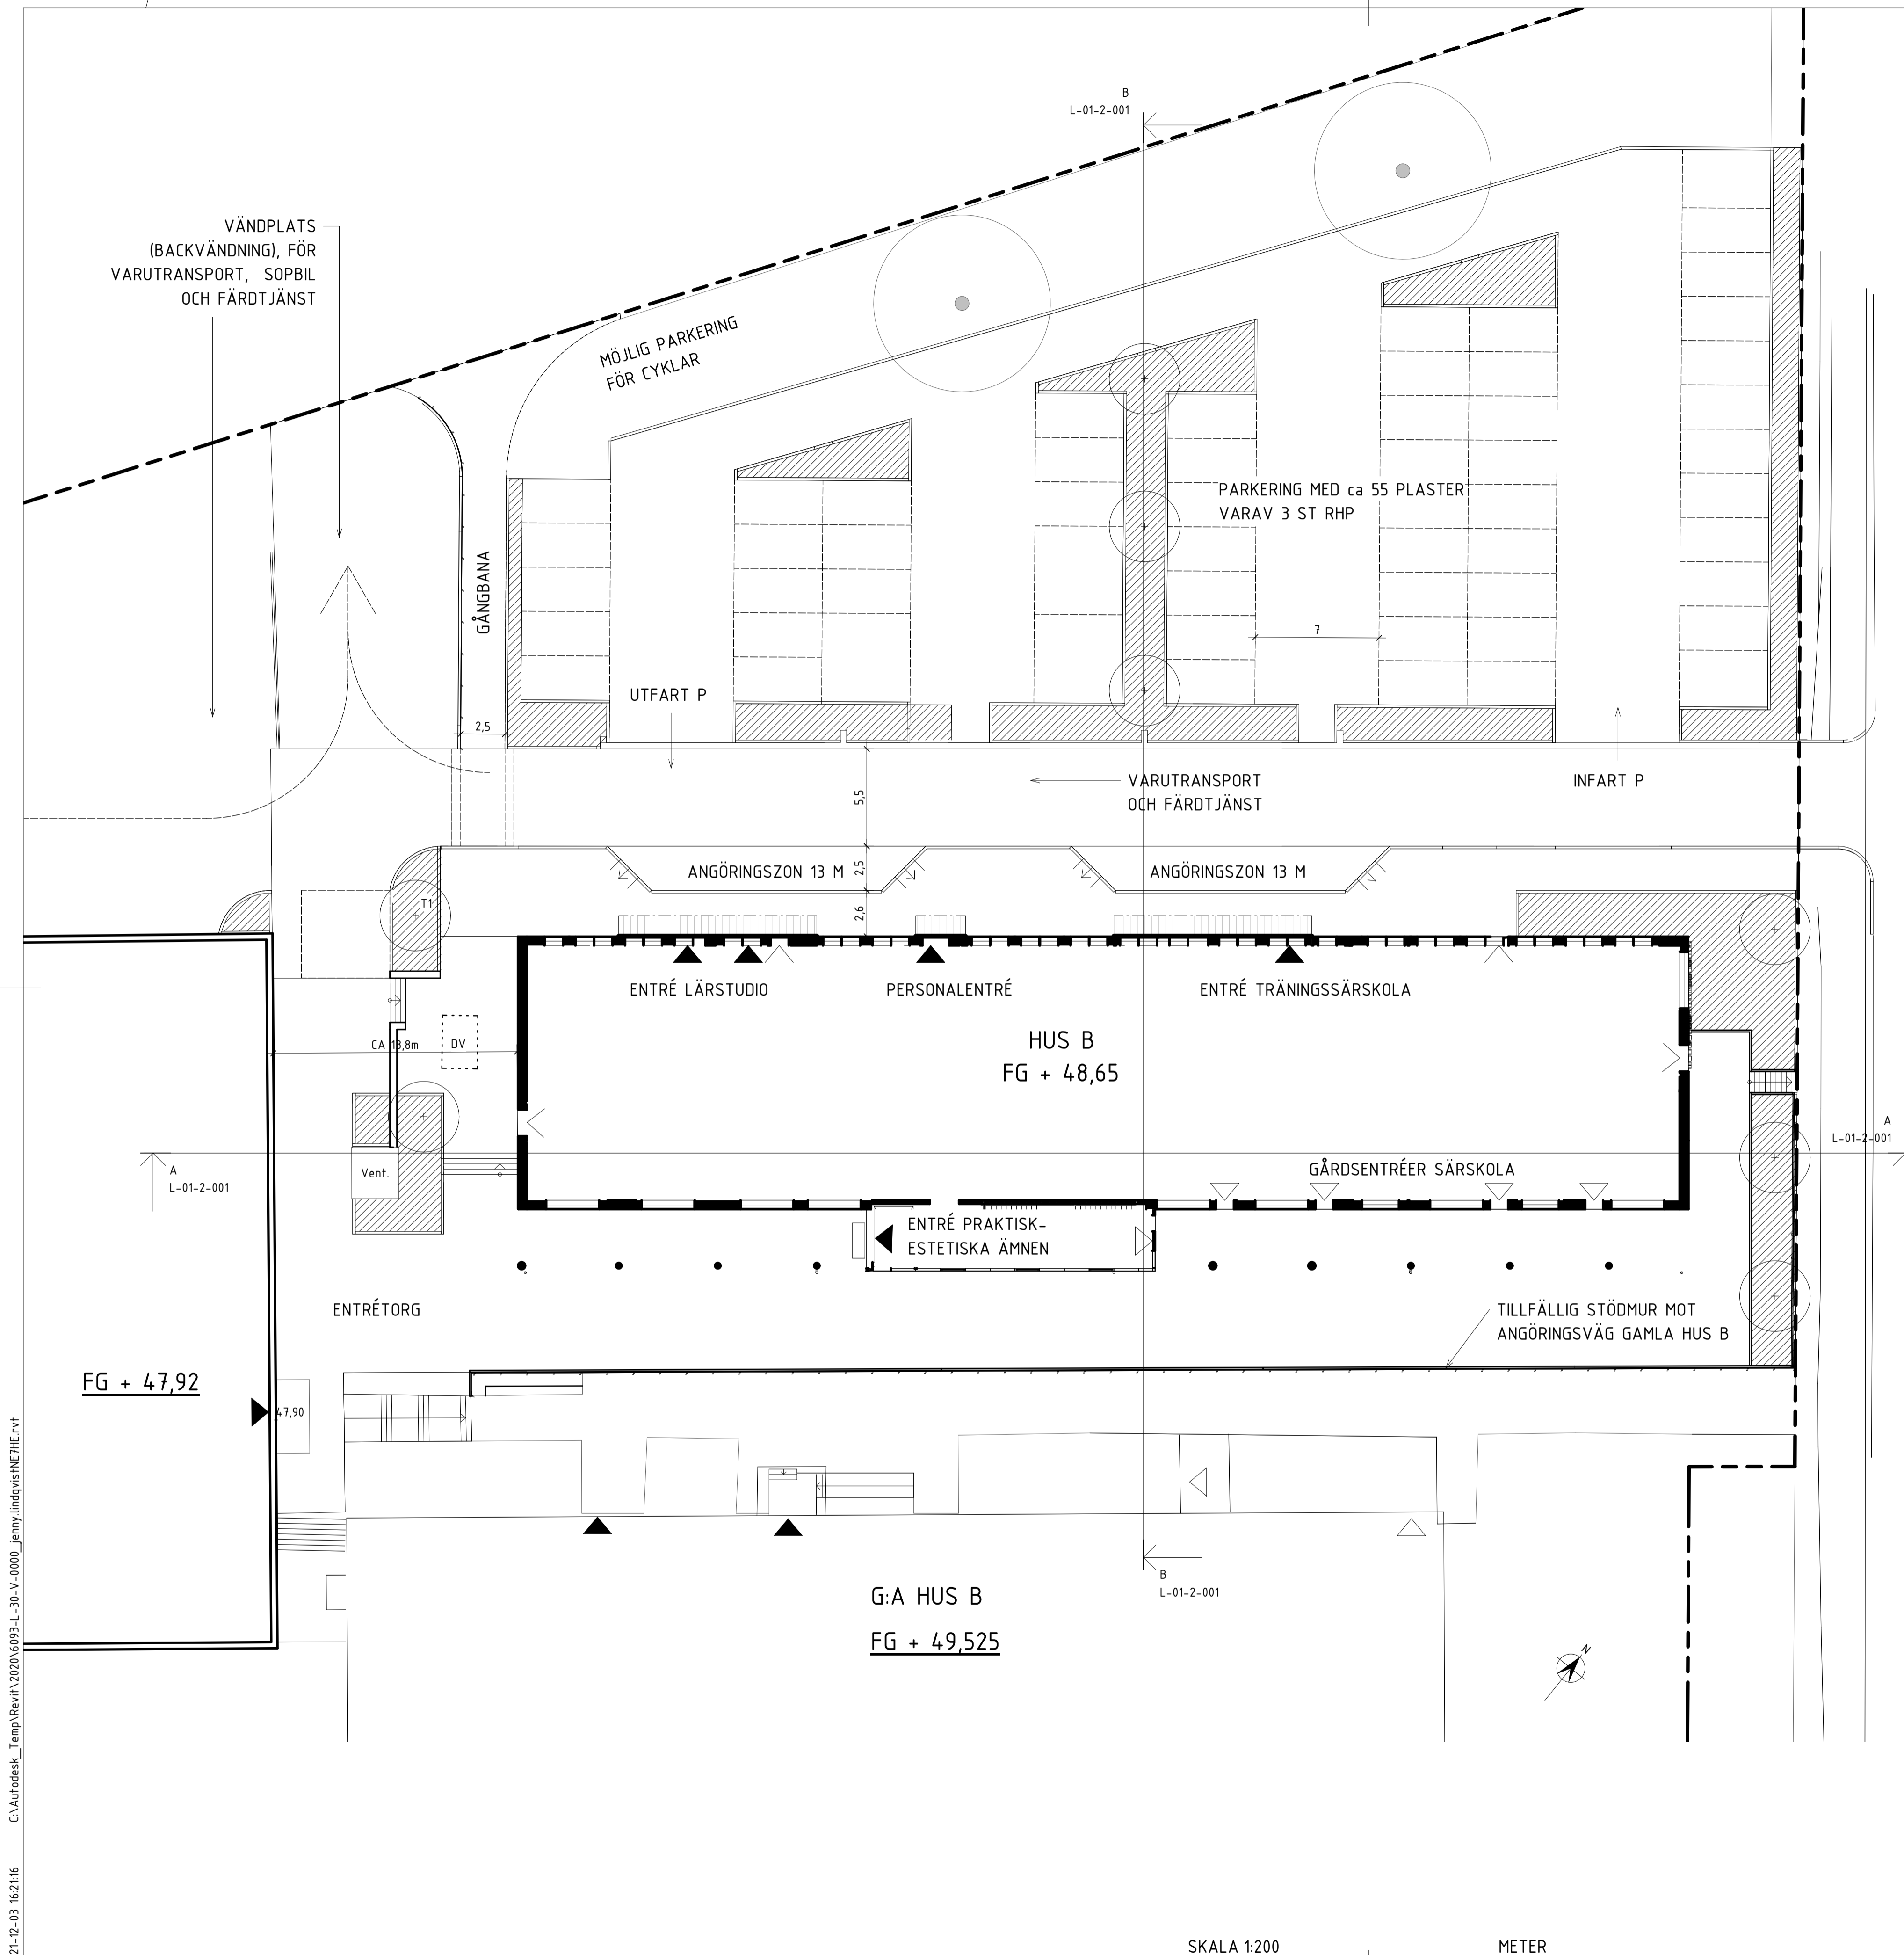 B
L-01-2-001
VÄNDPLATS
(BACKVÄNDNING), FÖR
VARUTRANSPORT, SOPBIL
OCH FÄRDTJÄNST
MÖJLIG PARKERING
FÖR CYKLAR
PARKERING MED ca 55 PLASTER
VARAV 3 ST RHP
GÅNGBANA
7
UTFART P
2,5
5,5
VARUTRANSPORT
OCH FÄRDTJÄNST
INFART P
ANGÖRINGSZON 13 M
2,5
ANGÖRINGSZON 13 M
T1
2,6
ENTRÉ LÄRSTUDIO
PERSONALENTRÉ
ENTRÉ TRÄNINGSSÄRSKOLA
HUS B
FG + 48,65
CA 13,8m
DV
A
L-01-2-001
A
L-01-2-001
Vent.
GÅRDSENTRÉER SÄRSKOLA
ENTRÉ PRAKTISK-
ESTETISKA ÄMNEN
ENTRÉTORG
TILLFÄLLIG STÖDMUR MOT
ANGÖRINGSVÄG GAMLA HUS B
FG + 47,92
47,90
B
L-01-2-001
G:A HUS B
FG + 49,525
N
21-12-03 16:21:16 C:\Autodesk_Temp\Revit\2020\6093-L-30-V-0000_jenny.lindqvistNE7HE.rvt
SKALA 1:200 METER